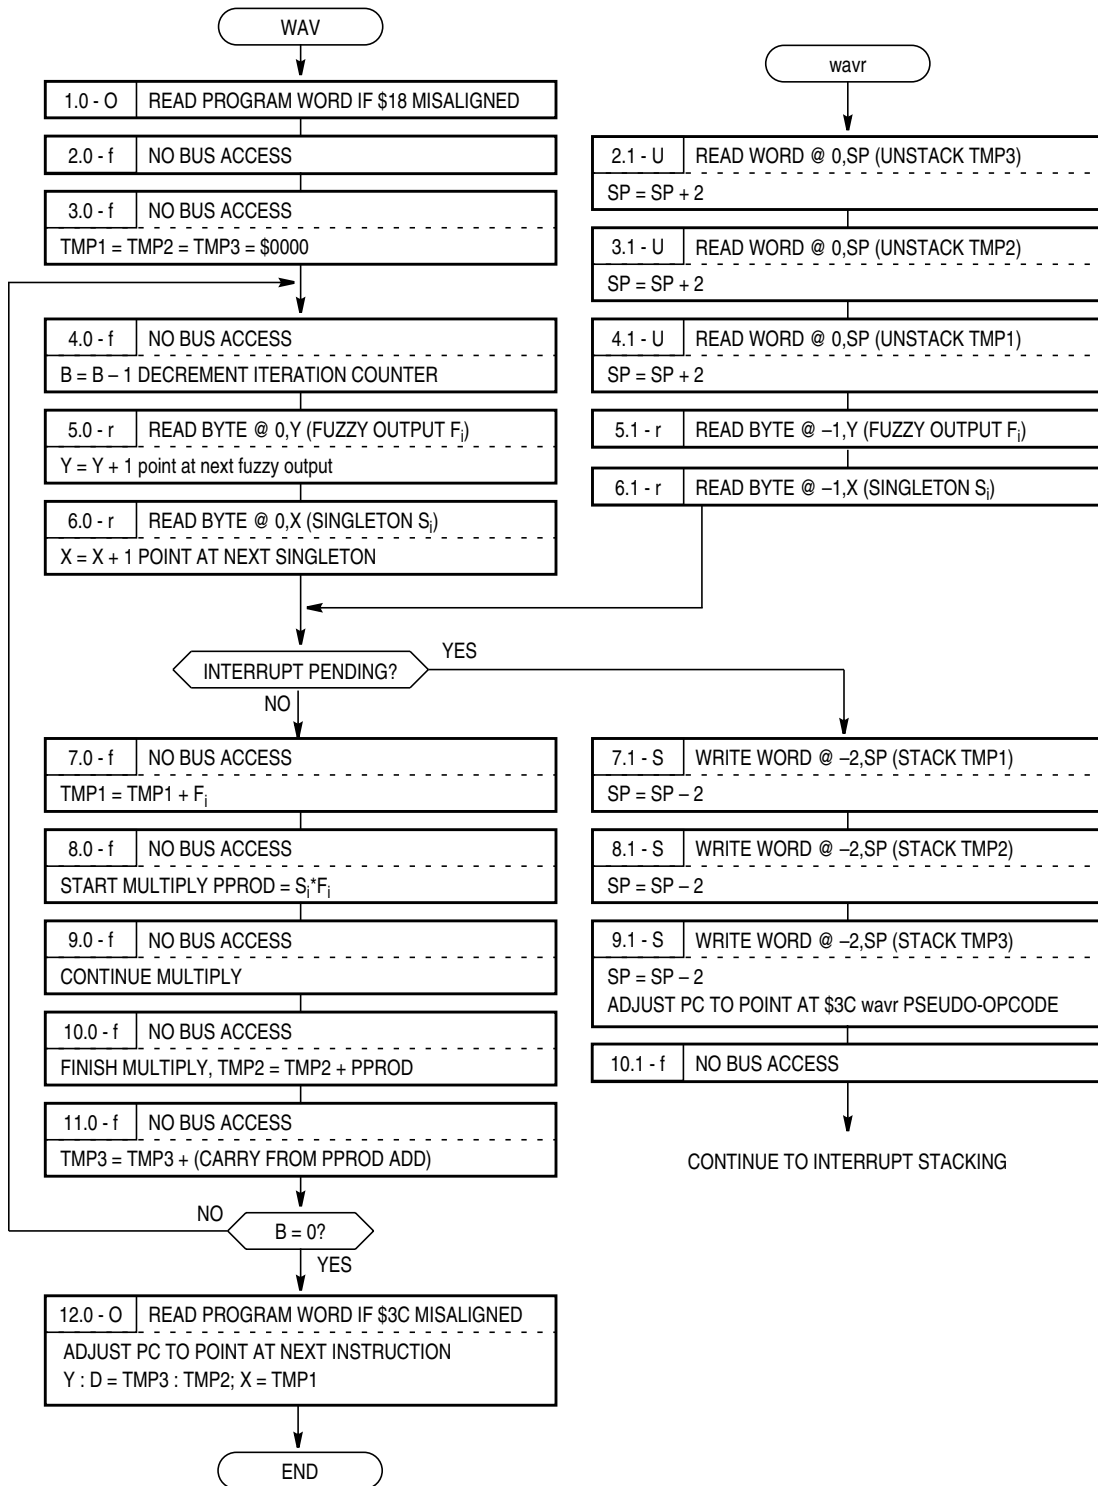 WAV
1.0 - O READ PROGRAM WORD IF $18 MISALIGNED
2.0 - f NO BUS ACCESS
3.0 - f NO BUS ACCESS
TMP1 = TMP2 = TMP3 = $0000
4.0 - f NO BUS ACCESS
B = B – 1 DECREMENT ITERATION COUNTER
5.0 - r READ BYTE @ 0,Y (FUZZY OUTPUT Fi)
Y = Y + 1 point at next fuzzy output
6.0 - r READ BYTE @ 0,X (SINGLETON Si)
X = X + 1 POINT AT NEXT SINGLETON
INTERRUPT PENDING?
YES
NO
7.0 - f NO BUS ACCESS
TMP1 = TMP1 + Fi
8.0 - f NO BUS ACCESS
START MULTIPLY PPROD = Si*Fi
9.0 - f NO BUS ACCESS
CONTINUE MULTIPLY
10.0 - f NO BUS ACCESS
FINISH MULTIPLY, TMP2 = TMP2 + PPROD
11.0 - f NO BUS ACCESS
TMP3 = TMP3 + (CARRY FROM PPROD ADD)
NO
B = 0?
YES
12.0 - O READ PROGRAM WORD IF $3C MISALIGNED
ADJUST PC TO POINT AT NEXT INSTRUCTION
Y : D = TMP3 : TMP2; X = TMP1
END
wavr
2.1 - U READ WORD @ 0,SP (UNSTACK TMP3)
SP = SP + 2
3.1 - U READ WORD @ 0,SP (UNSTACK TMP2)
SP = SP + 2
4.1 - U READ WORD @ 0,SP (UNSTACK TMP1)
SP = SP + 2
5.1 - r READ BYTE @ –1,Y (FUZZY OUTPUT Fi)
6.1 - r READ BYTE @ –1,X (SINGLETON Si)
7.1 - S WRITE WORD @ –2,SP (STACK TMP1)
SP = SP – 2
8.1 - S WRITE WORD @ –2,SP (STACK TMP2)
SP = SP – 2
9.1 - S WRITE WORD @ –2,SP (STACK TMP3)
SP = SP – 2
ADJUST PC TO POINT AT $3C wavr PSEUDO-OPCODE
10.1 - f NO BUS ACCESS
CONTINUE TO INTERRUPT STACKING